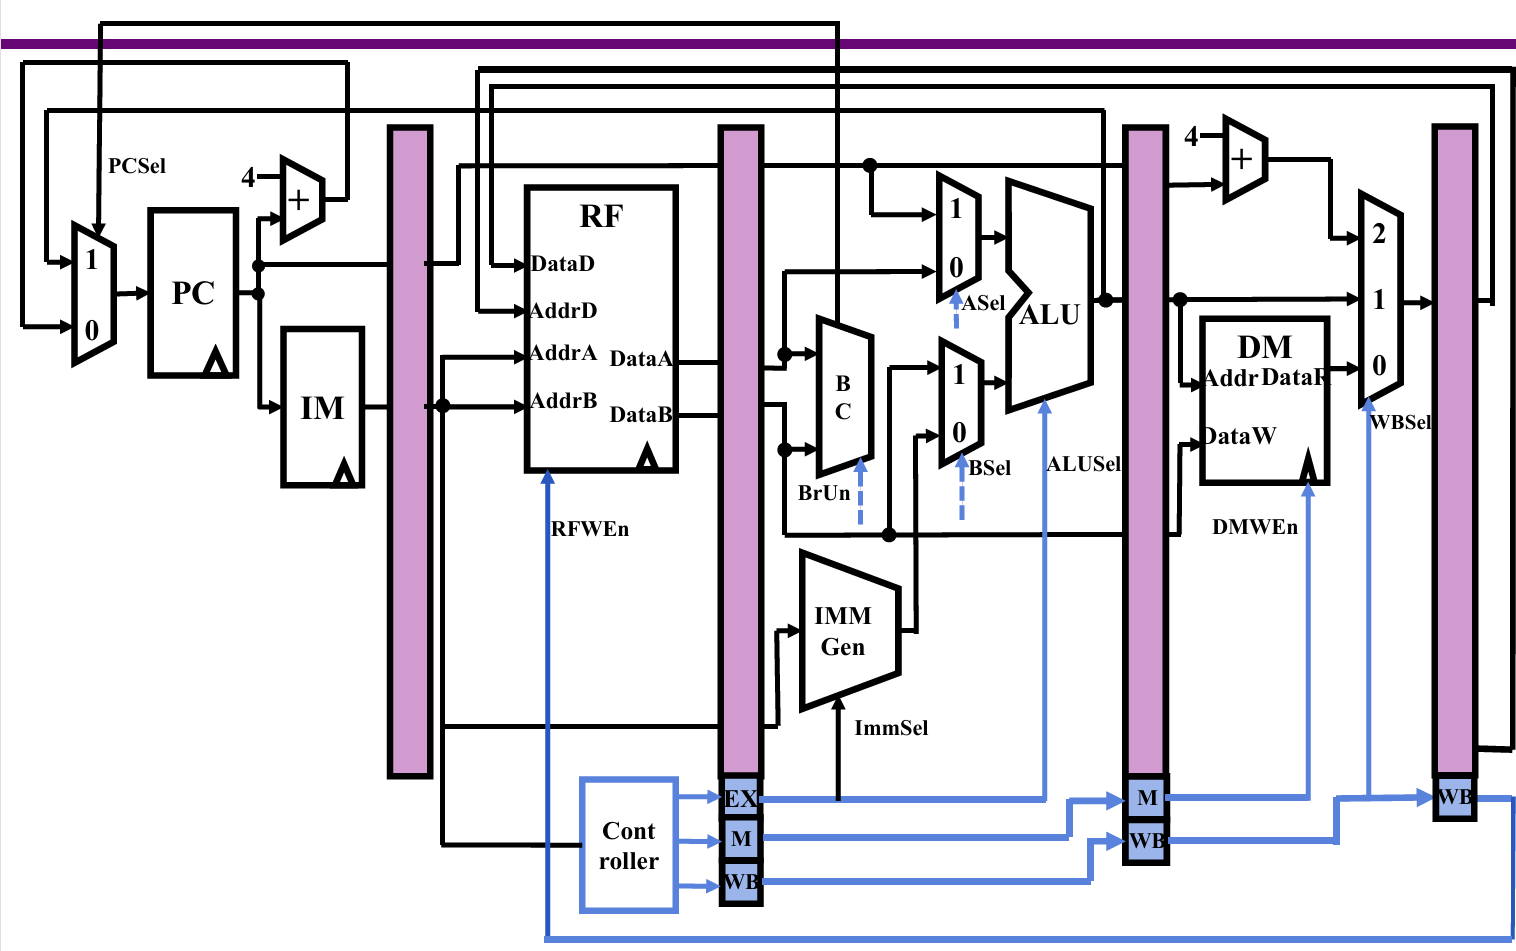 PCSel
4
+
1
0
PC
IM
RF
DataD
AddrD
AddrA
DataA
AddrB
DataB
RFWEn
Cont
roller
EX
M
WB
B
C
BrUn
IMM
Gen
ImmSel
1
0
ASel
1
0
BSel
ALU
ALUSel
M
WB
4
+
DM
Addr
DataR
DataW
DMWEn
2
1
0
WBSel
WB